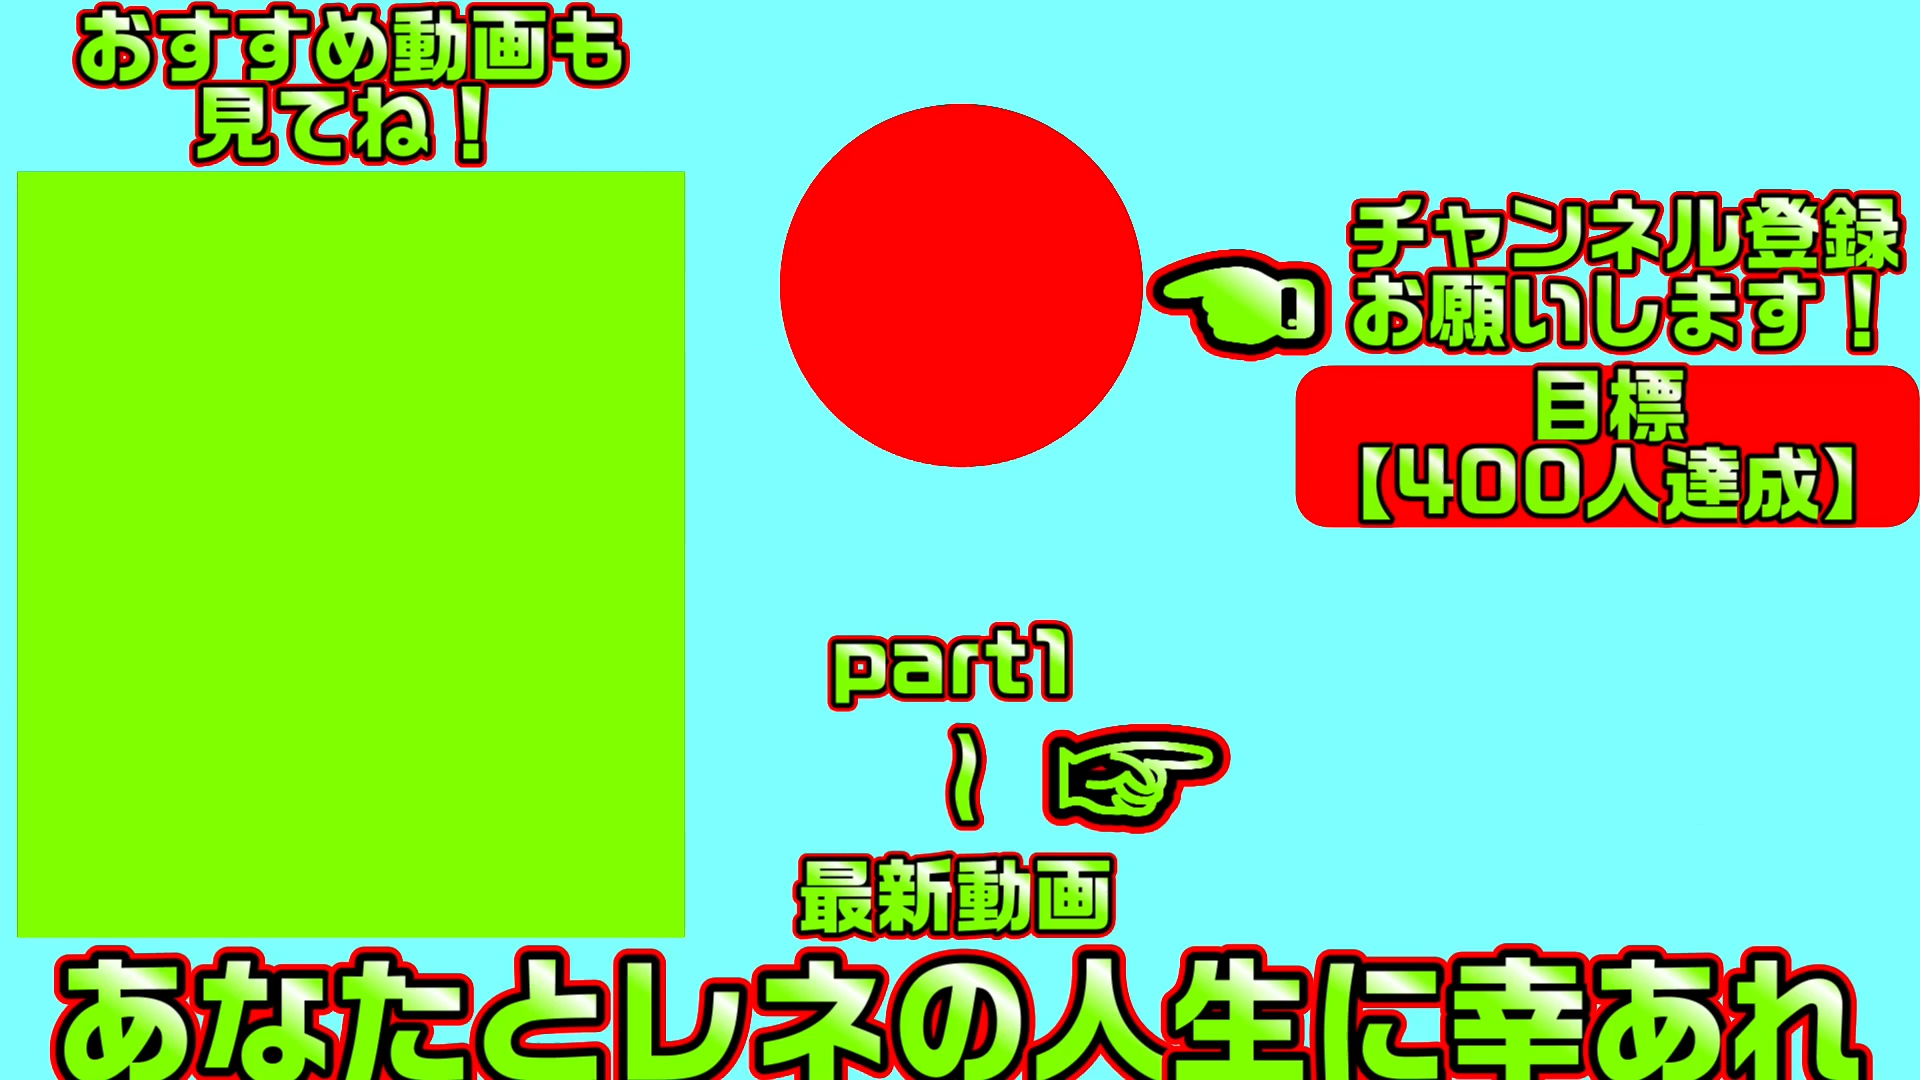 おすすめ動画も
見てね！
チャンネル登録
お願いします！
目標
【400人達成】
part1
～
最新動画
あなたとレネの人生に幸あれ